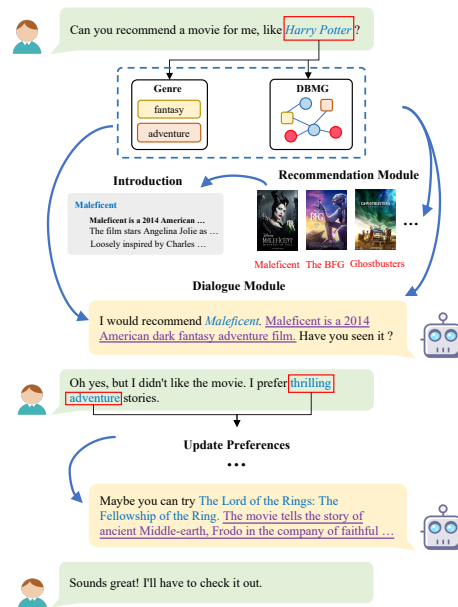 Can you recommend a movie for me, like Harry Potter ?
Genre
DBMG
fantasy
adventure
Introduction
Recommendation Module
Maleficent
Maleficent is a 2014 American …
The film stars Angelina Jolie as …
Loosely inspired by Charles …
MALEFICENT
BFG
GHOSTBUSTERS
...
Maleficent
The BFG
Ghostbusters
Dialogue Module
I would recommend Maleficent. Maleficent is a 2014
American dark fantasy adventure film. Have you seen it ?
Oh yes, but I didn't like the movie. I prefer thrilling
adventure stories.
Update Preferences
...
Maybe you can try The Lord of the Rings: The
Fellowship of the Ring. The movie tells the story of
ancient Middle-earth, Frodo in the company of faithful …
Sounds great! I'll have to check it out.